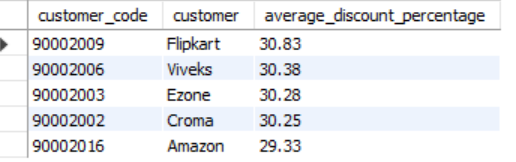 customer_code customer average_discount_percentage
90002009 Flipkart 30.83
90002006 Viveks 30.38
90002003 Ezone 30.28
90002002 Croma 30.25
90002016 Amazon 29.33